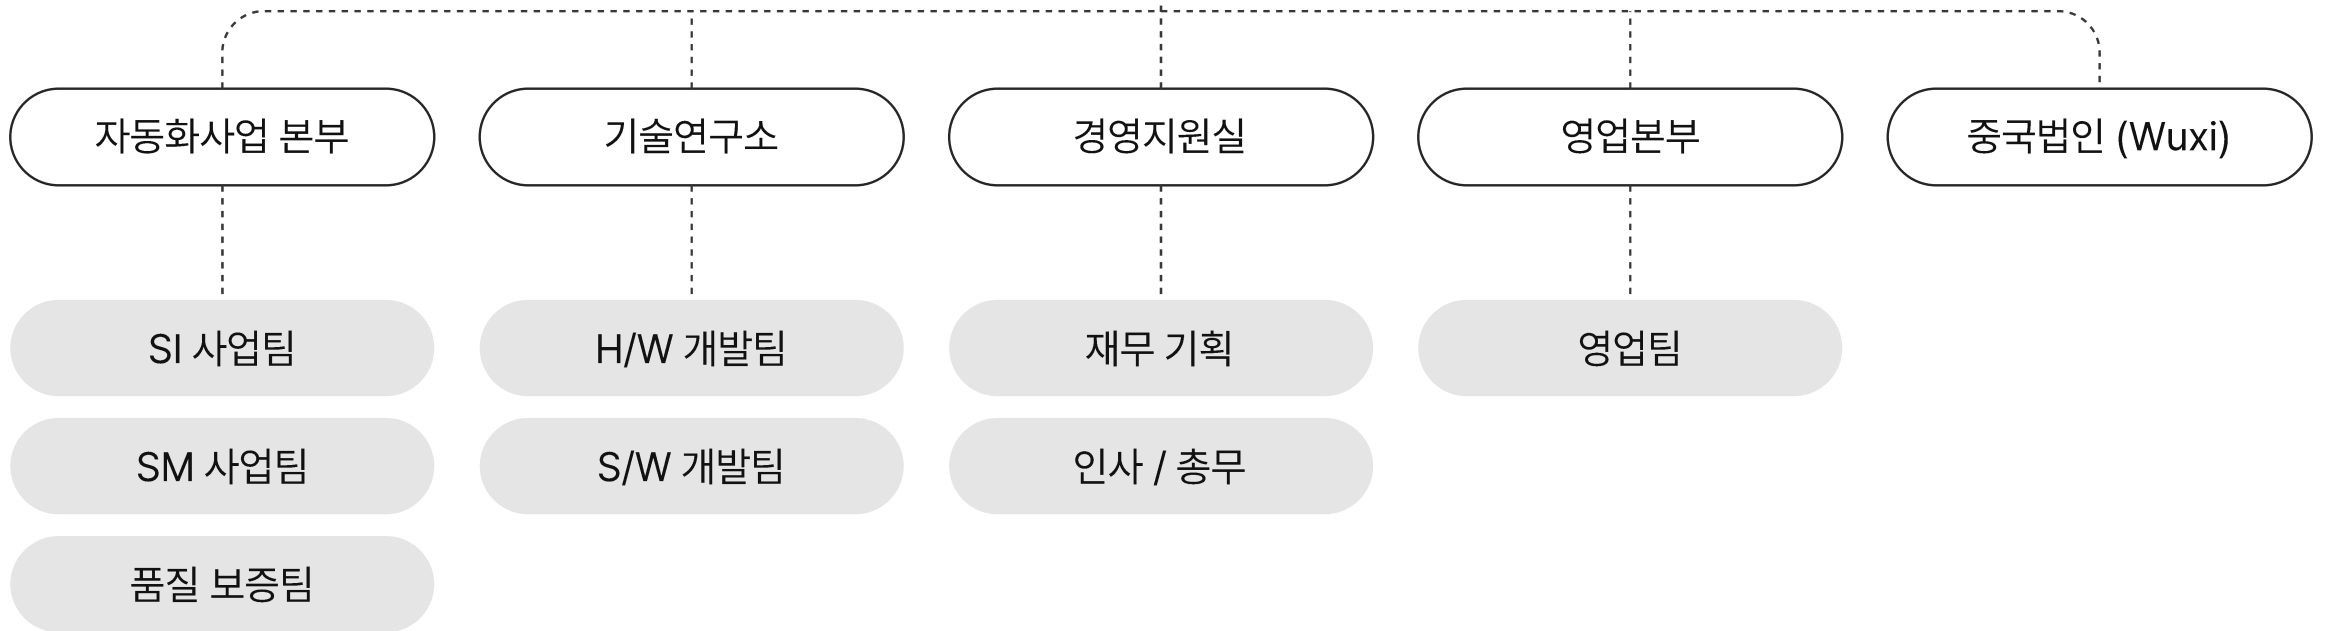 자동화사업 본부
기술연구소
경영지원실
영업본부
중국법인 (Wuxi)
SI 사업팀
H/W 개발팀
재무 기획
영업팀
SM 사업팀
S/W 개발팀
인사 / 총무
품질 보증팀